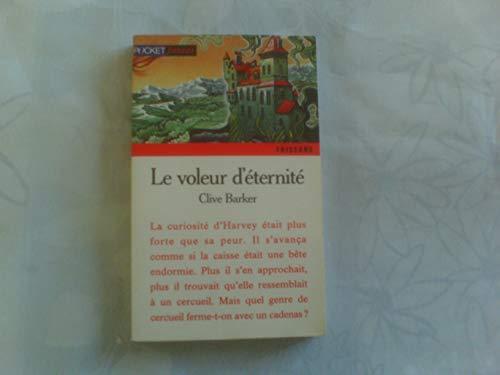 POCKET junior
FRISSONS
Le voleur d'éternité
Clive Barker
La curiosité d'Harvey était plus
forte que sa peur. Il s'avança
comme si la caisse était une bête
endormie. Plus il s'en approchait,
plus il trouvait qu'elle ressemblait
à un cercueil. Mais quel genre de
cercueil ferme-t-on avec un cadenas ?